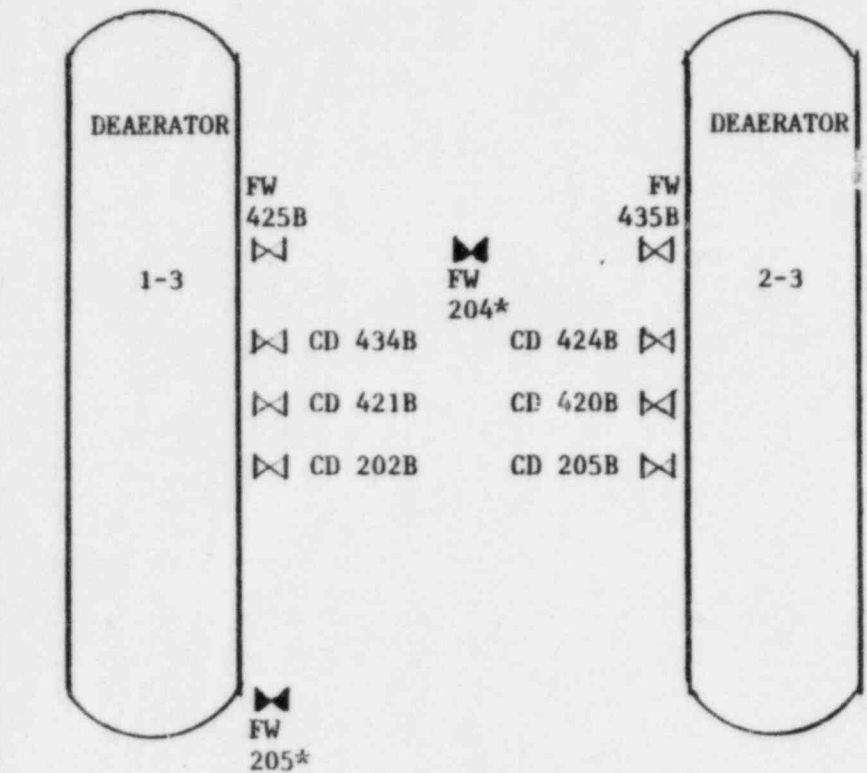 DEAERATOR
DEAERATOR
FW
425B
FW
435B
1-3
FW
204*
2-3
CD 434B
CD 424B
CD 421B
CD 420B
CD 202B
CD 205B
FW
205*